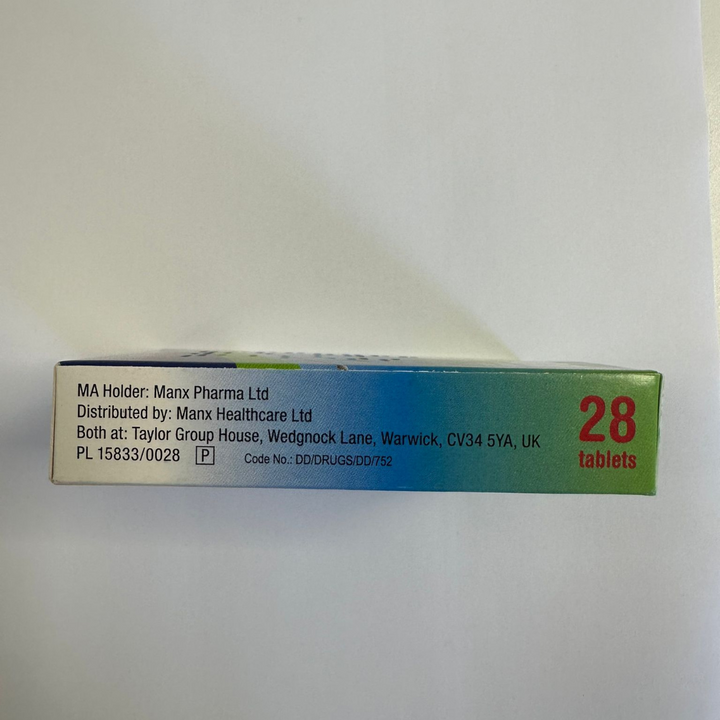 MA Holder: Manx Pharma Ltd
Distributed by: Manx Healthcare Ltd
Both at: Taylor Group House, Wedgnock Lane, Warwick, CV34 5YA, UK
PL 15833/0028 P Code No.: DD/DRUGS/DD/752
28
tablets